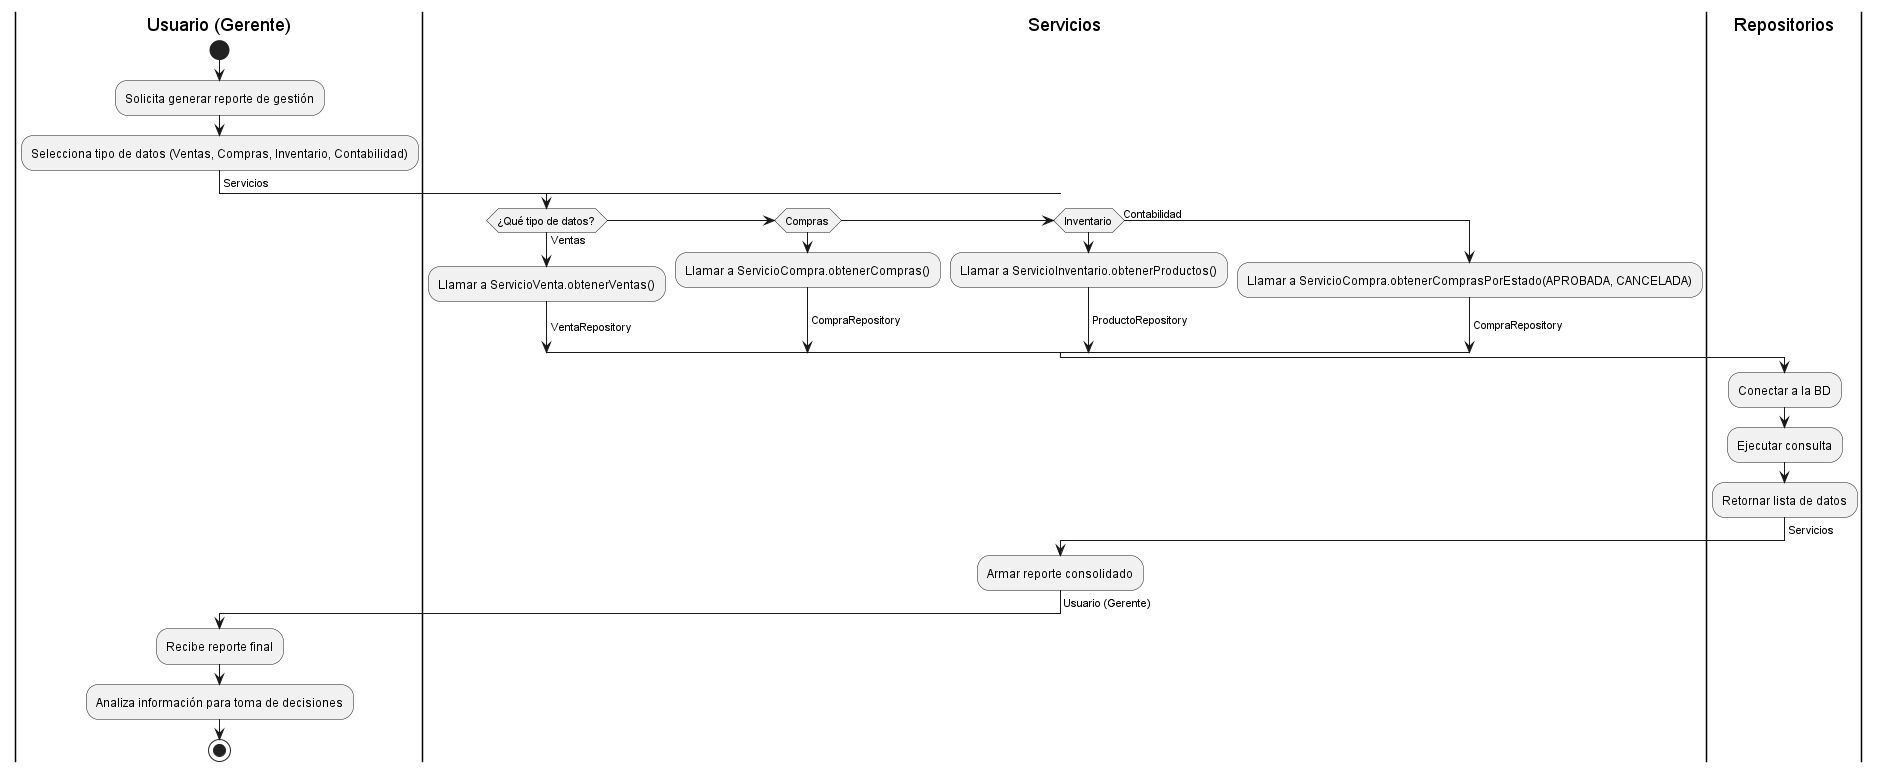 Usuario (Gerente)
Servicios
Repositorios
Solicita generar reporte de gestión
Selecciona tipo de datos (Ventas, Compras, Inventario, Contabilidad)
Servicios
¿Qué tipo de datos?
Compras
Inventario
Contabilidad
Ventas
Llamar a ServicioVenta.obtenerVentas()
Llamar a ServicioCompra.obtenerCompras()
Llamar a ServicioInventario.obtenerProductos()
Llamar a ServicioCompra.obtenerComprasPorEstado(APROBADA, CANCELADA)
VentaRepository
CompraRepository
ProductoRepository
CompraRepository
Conectar a la BD
Ejecutar consulta
Retornar lista de datos
Servicios
Armar reporte consolidado
Usuario (Gerente)
Recibe reporte final
Analiza información para toma de decisiones